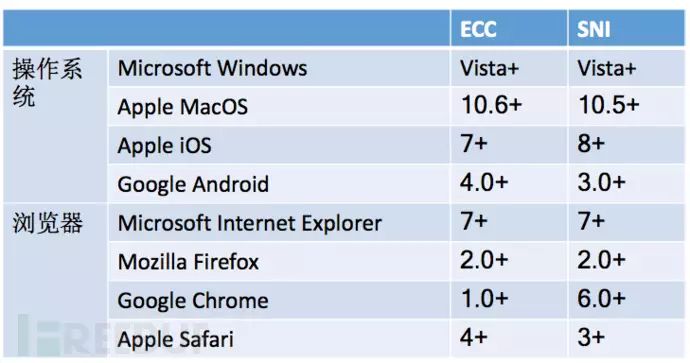 ECC SNI
操作系统 Microsoft Windows Vista+ Vista+
Apple MacOS 10.6+ 10.5+
Apple iOS 7+ 8+
Google Android 4.0+ 3.0+
浏览器 Microsoft Internet Explorer 7+ 7+
Mozilla Firefox 2.0+ 2.0+
Google Chrome 1.0+ 6.0+
Apple Safari 4+ 3+